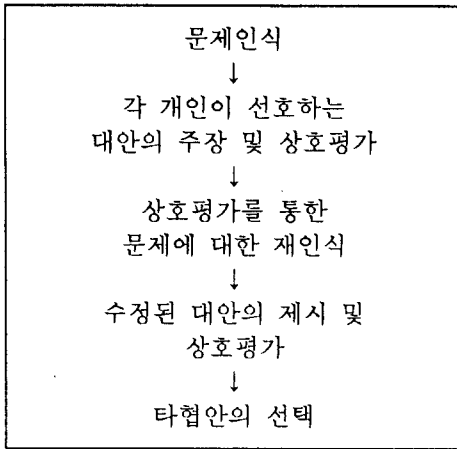 문제인식
↓
각 개인이 선호하는
대안의 주장 및 상호평가
↓
상호평가를 통한
문제에 대한 재인식
↓
수정된 대안의 제시 및
상호평가
↓
타협안의 선택